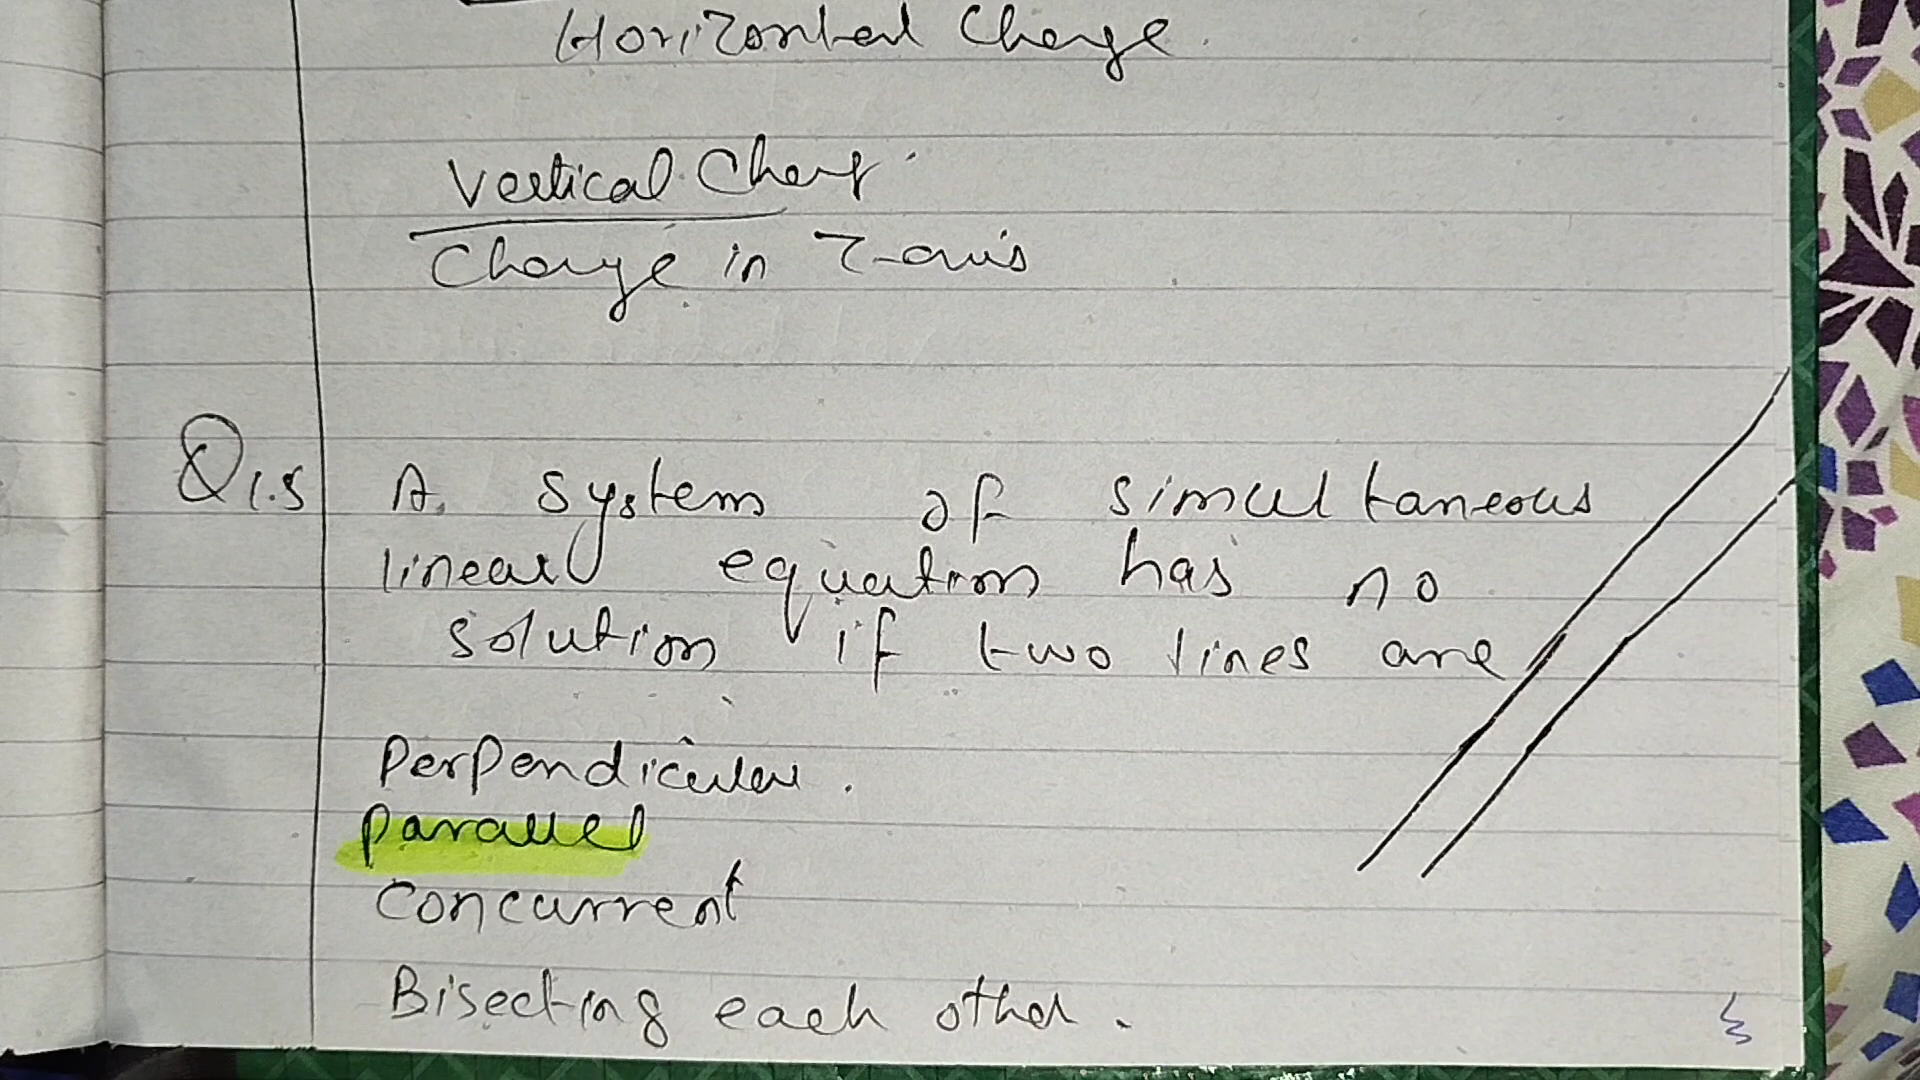 Horizontal Change.
Vertical Chang
Change in Z-axis
Q1.5 A. system of simultaneous
linear equation has no
solution if two lines are
Perpendicular.
parallel
Concurrent
Bisecting each other.